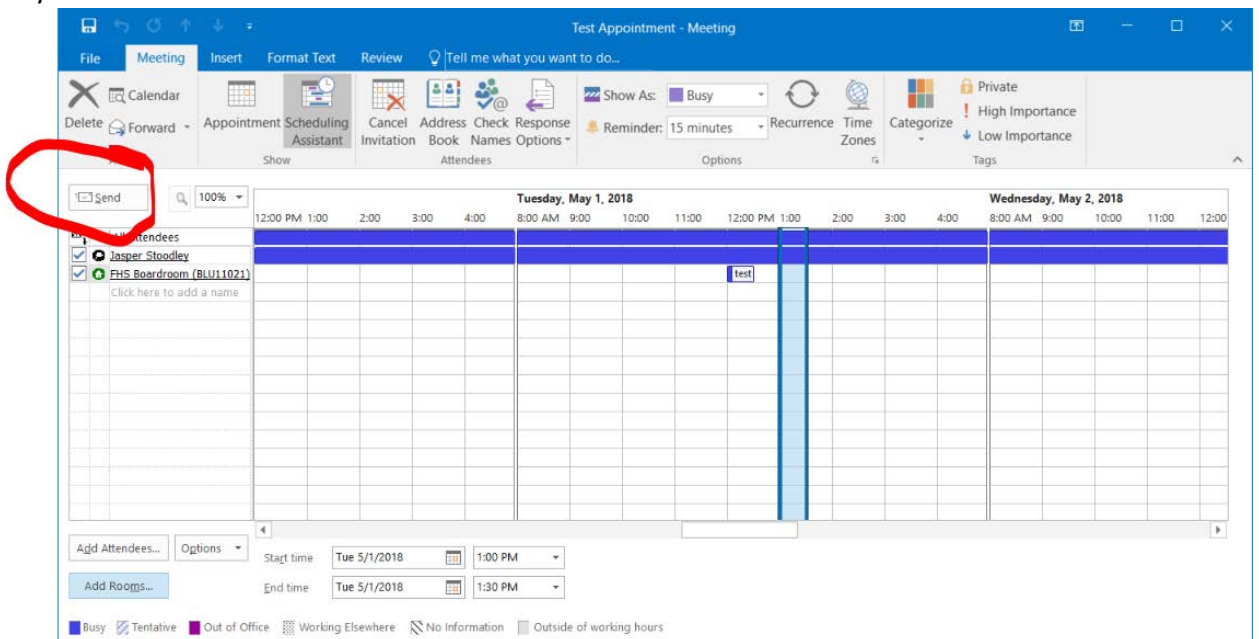 Test Appointment - Meeting
File Meeting Insert Format Text Review Tell me what you want to do...
Delete Calendar Forward
Appointment Scheduling Assistant
Show
Cancel Invitation Address Book Check Names Response Options
Attendees
Show As: Busy
Reminder: 15 minutes
Recurrence Time Zones
Options
Categorize
Private
High Importance
Low Importance
Tags
Send 100%
Tuesday, May 1, 2018 Wednesday, May 2, 2018
12:00 PM 1:00 2:00 3:00 4:00 8:00 AM 9:00 10:00 11:00 12:00 PM 1:00 2:00 3:00 4:00 8:00 AM 9:00 10:00 11:00 12:00
Attendees
Jasper Stoodley
FHS Boardroom (BLU11021) test
Click here to add a name
Add Attendees... Options
Start time Tue 5/1/2018 1:00 PM
Add Rooms... End time Tue 5/1/2018 1:30 PM
Busy Tentative Out of Office Working Elsewhere No Information Outside of working hours